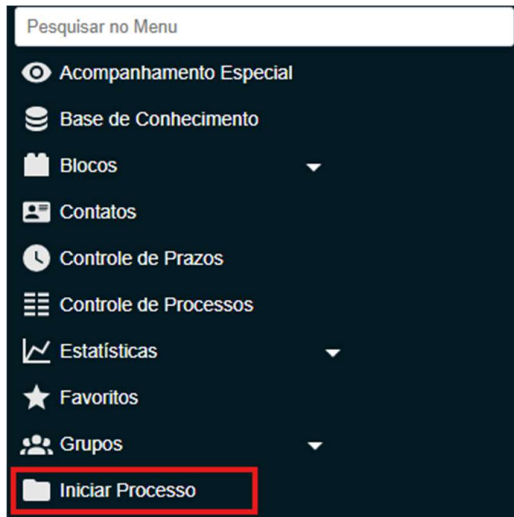 Pesquisar no Menu
Acompanhamento Especial
Base de Conhecimento
Blocos
Contatos
Controle de Prazos
Controle de Processos
Estatísticas
Favoritos
Grupos
Iniciar Processo